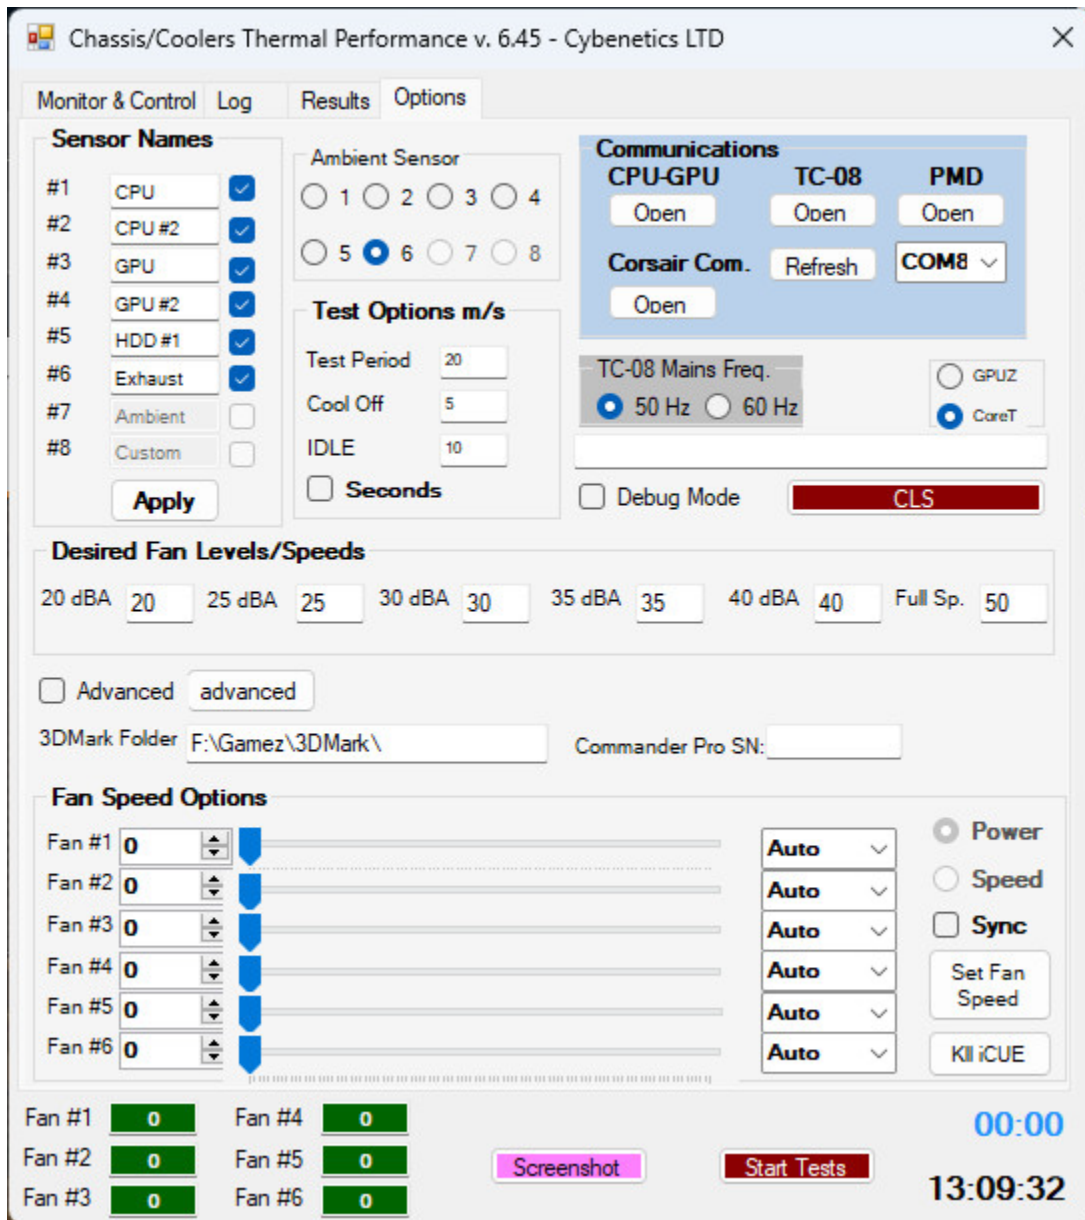 Chassis/Coolers Thermal Performance v. 6.45 - Cybenetics LTD
Monitor & Control Log Results Options
Sensor Names
#1 CPU
#2 CPU #2
#3 GPU
#4 GPU #2
#5 HDD #1
#6 Exhaust
#7 Ambient
#8 Custom
Apply
Ambient Sensor
1 2 3 4
5 6 7 8
Test Options m/s
Test Period 20
Cool Off 5
IDLE 10
Seconds
Communications
CPU-GPU TC-08 PMD
Open Open Open
Corsair Com. Refresh COM8
Open
TC-08 Mains Freq.
50 Hz 60 Hz
GPUZ
CoreT
Debug Mode CLS
Desired Fan Levels/Speeds
20 dBA 20 25 dBA 25 30 dBA 30 35 dBA 35 40 dBA 40 Full Sp. 50
Advanced advanced
3DMark Folder F:\Gamez\3DMark\ Commander Pro SN:
Fan Speed Options
Fan #1 0 Auto
Fan #2 0 Auto
Fan #3 0 Auto
Fan #4 0 Auto
Fan #5 0 Auto
Fan #6 0 Auto
Power
Speed
Sync
Set Fan
Speed
KIl iCUE
Fan #1 0 Fan #4 0
Fan #2 0 Fan #5 0
Fan #3 0 Fan #6 0
Screenshot Start Tests
00:00
13:09:32